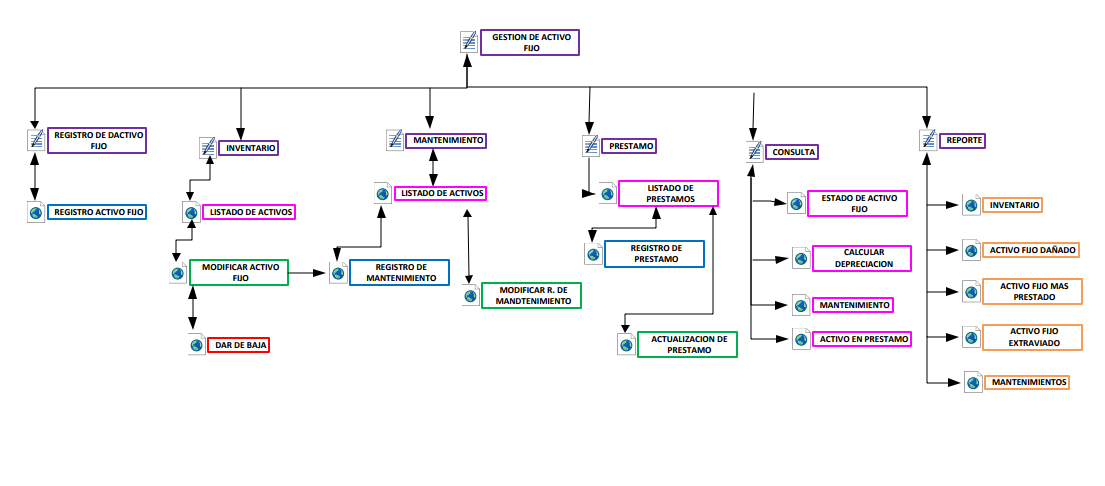 GESTION DE ACTIVO
FIJO
REGISTRO DE DACTIVO
FIJO
INVENTARIO
MANTENIMIENTO
PRESTAMO
CONSULTA
REPORTE
REGISTRO ACTIVO FIJO
LISTADO DE ACTIVOS
LISTADO DE ACTIVOS
LISTADO DE
PRESTAMOS
ESTADO DE ACTIVO
FIJO
INVENTARIO
MODIFICAR ACTIVO
FIJO
REGISTRO DE
MANTENIMIENTO
REGISTRO DE
PRESTAMO
CALCULAR
DEPRECIACION
ACTIVO FIJO DAÑADO
MODIFICAR R. DE
MANDTENIMIENTO
MANTENIMIENTO
ACTIVO FIJO MAS
PRESTADO
DAR DE BAJA
ACTUALIZACION DE
PRESTAMO
ACTIVO EN PRESTAMO
ACTIVO FIJO
EXTRAVIADO
MANTENIMIENTOS